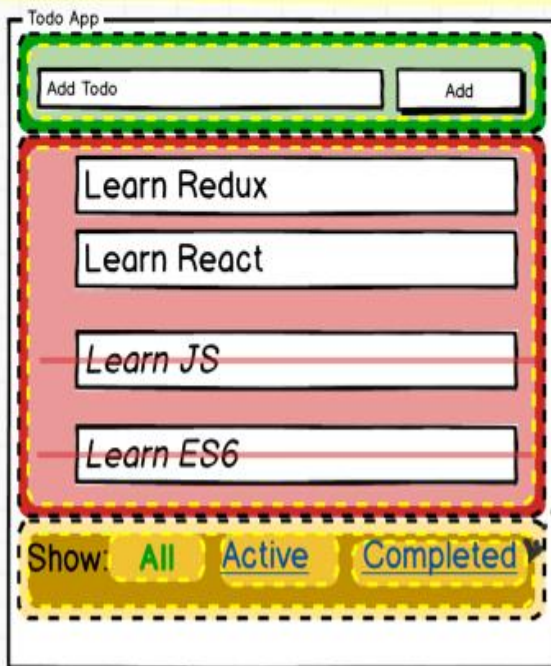 Todo App
Add Todo Add
Learn Redux
Learn React
Learn JS
Learn ES6
Show: All Active Completed